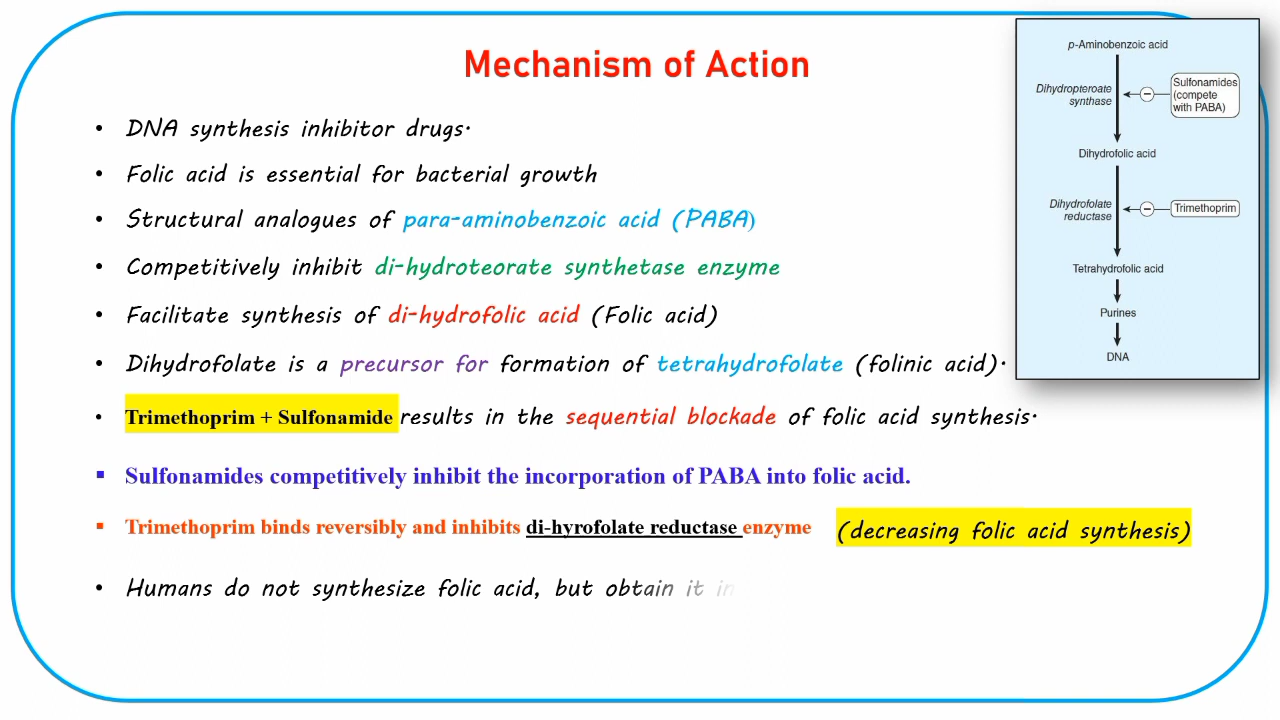 Mechanism of Action
• DNA synthesis inhibitor drugs.
• Folic acid is essential for bacterial growth
• Structural analogues of para-aminobenzoic acid (PABA)
• Competitively inhibit di-hydroteorate synthetase enzyme
• Facilitate synthesis of di-hydrofolic acid (Folic acid)
• Dihydrofolate is a precursor for formation of tetrahydrofolate (folinic acid).
• Trimethoprim + Sulfonamide results in the sequential blockade of folic acid synthesis.
▪ Sulfonamides competitively inhibit the incorporation of PABA into folic acid.
▪ Trimethoprim binds reversibly and inhibits di-hyrofolate reductase enzyme (decreasing folic acid synthesis)
• Humans do not synthesize folic acid, but obtain it in
p-Aminobenzoic acid
Dihydropteroate
synthase
Sulfonamides
(compete
with PABA)
Dihydrofolic acid
Dihydrofolate
reductase
Trimethoprim
Tetrahydrofolic acid
Purines
DNA